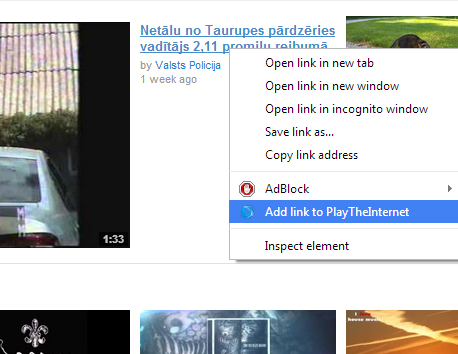 Netālu no Taurupes pārdzēries
vadītājs 2,11 promiļu reibumā
by Valsts Policija
1 week ago
1:33
Open link in new tab
Open link in new window
Open link in incognito window
Save link as...
Copy link address
AdBlock
Add link to PlayTheInternet
Inspect element
house music